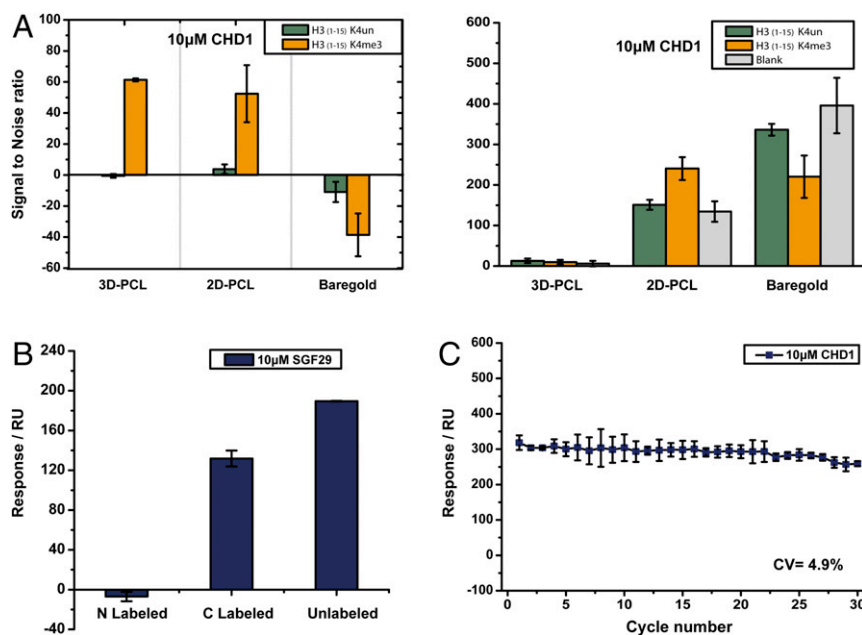 A
10µM CHD1
H3 (1-15) K4un
H3 (1-15) K4me3
Signal to Noise ratio
100
80
60
40
20
0
-20
-40
-60
3D-PCL
2D-PCL
Baregold
10µM CHD1
H3 (1-15) K4un
H3 (1-15) K4me3
Blank
600
500
400
300
200
100
0
3D-PCL
2D-PCL
Baregold
B
10µM SGF29
Response / RU
240
200
160
120
80
40
0
-40
N Labeled
C Labeled
Unlabeled
C
10µM CHD1
Response / RU
600
500
400
300
200
100
0
-100
CV= 4.9%
0
5
10
15
20
25
30
Cycle number